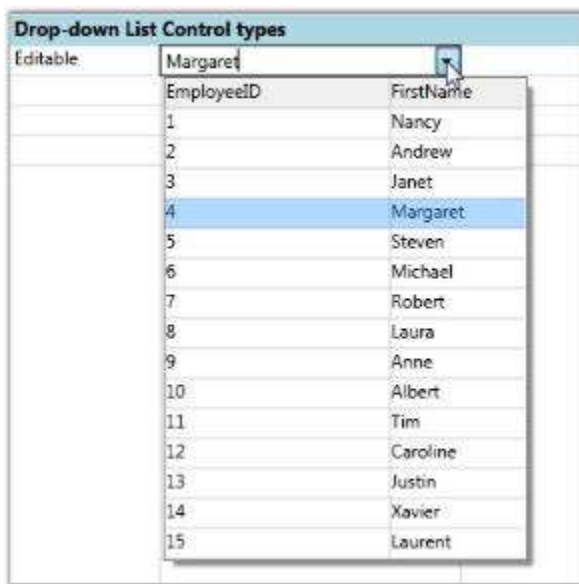 Drop-down List Control types
Editable Margaret
EmployeeID FirstName
1 Nancy
2 Andrew
3 Janet
4 Margaret
5 Steven
6 Michael
7 Robert
8 Laura
9 Anne
10 Albert
11 Tim
12 Caroline
13 Justin
14 Xavier
15 Laurent